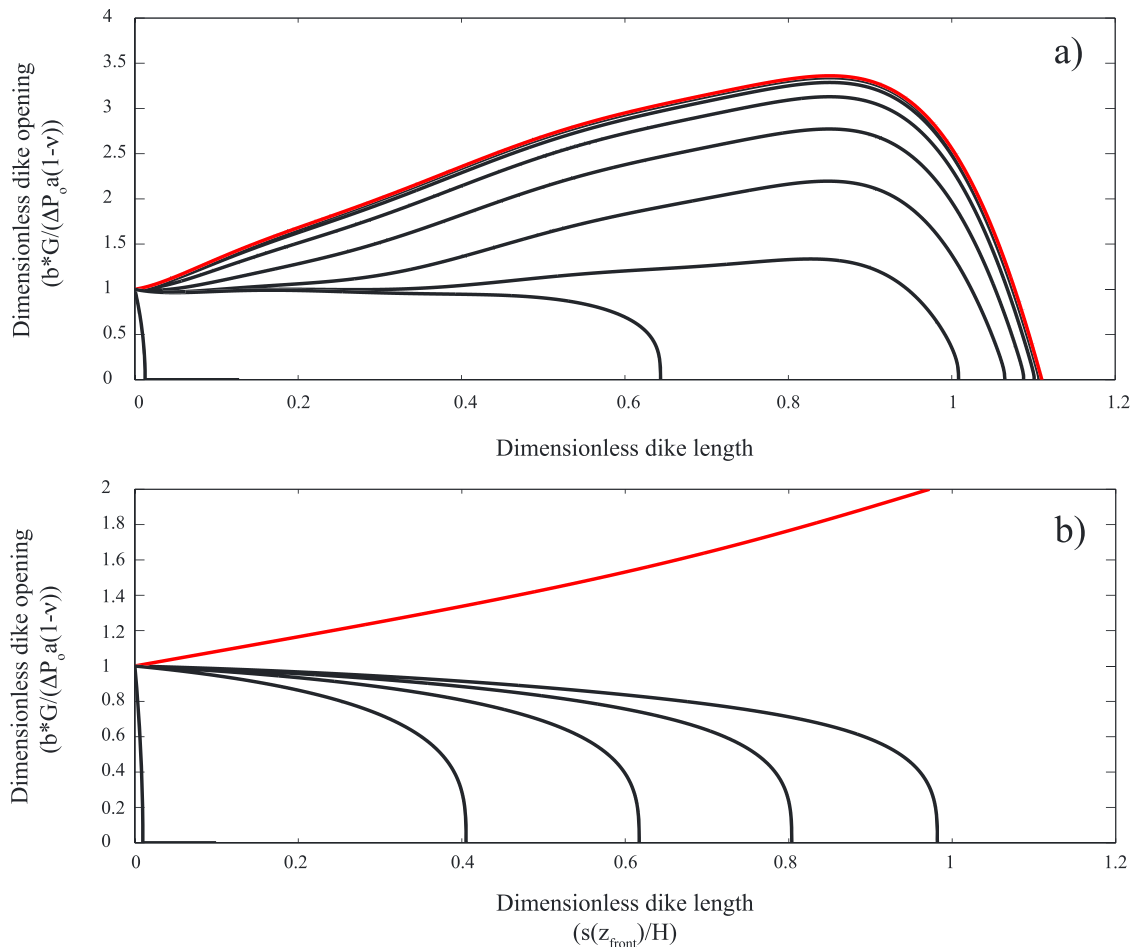 a)
Dimensionless dike opening
(b*G/(ΔPₒa(1-ν))
4
3.5
3
2.5
2
1.5
1
0.5
0
0 0.2 0.4 0.6 0.8 1 1.2
Dimensionless dike length
b)
Dimensionless dike opening
(b*G/(ΔPₒa(1-ν))
2
1.8
1.6
1.4
1.2
1
0.8
0.6
0.4
0.2
0
0 0.2 0.4 0.6 0.8 1 1.2
Dimensionless dike length
(s(z_front)/H)